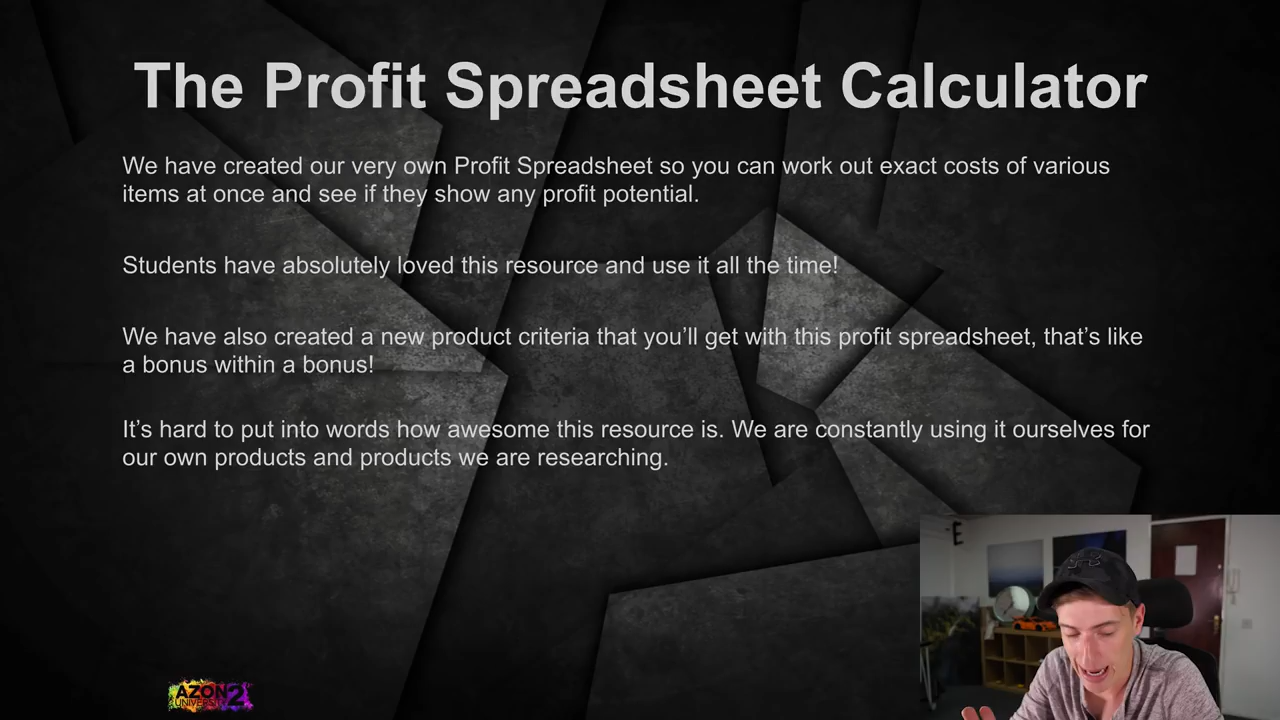 The Profit Spreadsheet Calculator
We have created our very own Profit Spreadsheet so you can work out exact costs of various
items at once and see if they show any profit potential.
Students have absolutely loved this resource and use it all the time!
We have also created a new product criteria that you’ll get with this profit spreadsheet, that’s like
a bonus within a bonus!
It’s hard to put into words how awesome this resource is. We are constantly using it ourselves for
our own products and products we are researching.
E
AZON 2
UNIVERSITY